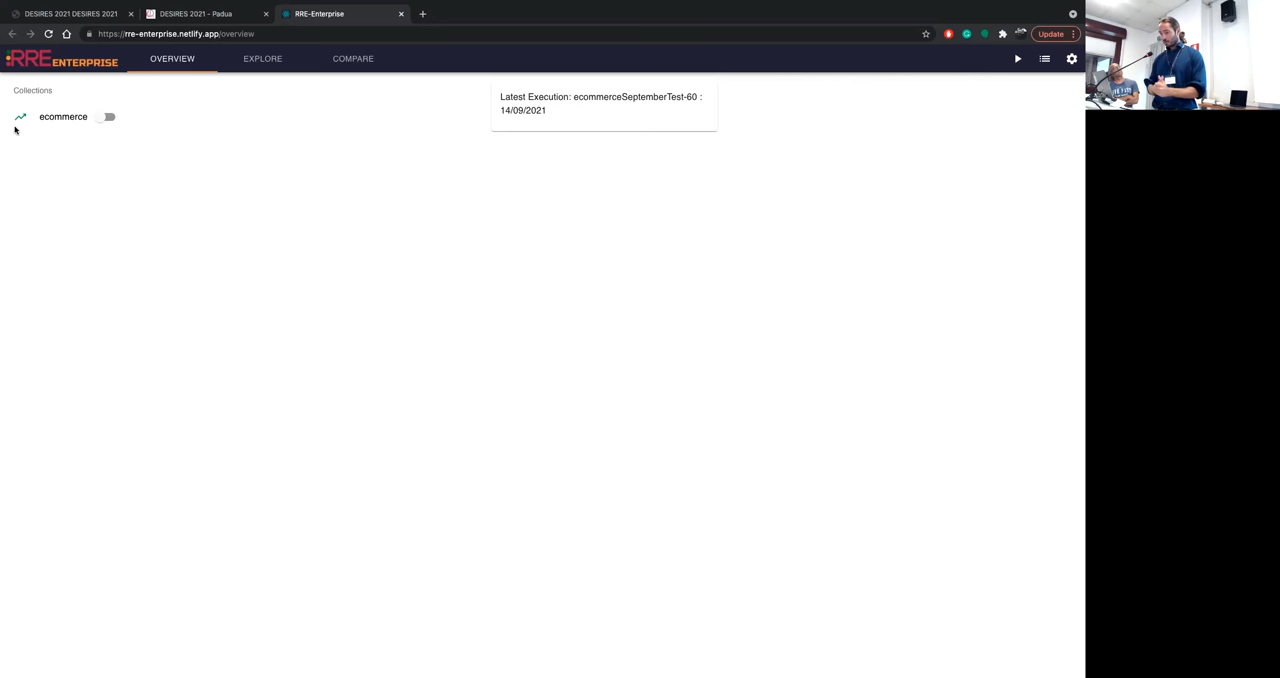 DESIRES 2021 DESIRES 2021
DESIRES 2021 - Padua
RRE-Enterprise
https://rre-enterprise.netlify.app/overview
Update
RRE ENTERPRISE
OVERVIEW
EXPLORE
COMPARE
Collections
ecommerce
Latest Execution: ecommerceSeptemberTest-60 :
14/09/2021